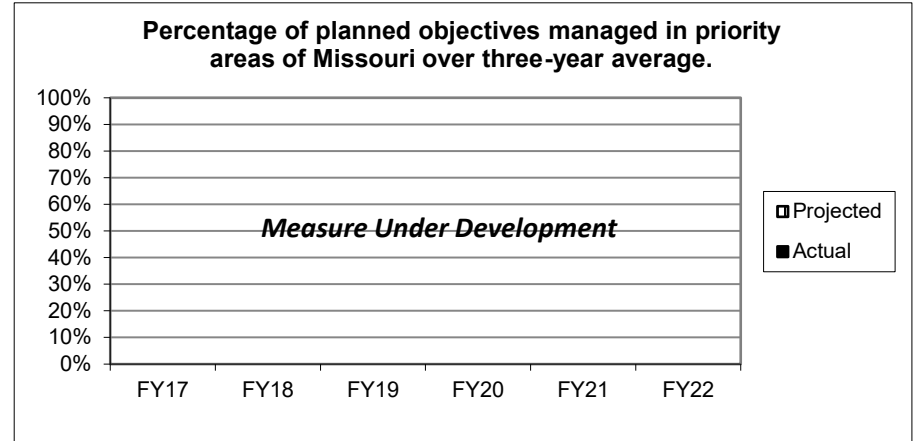 Percentage of planned objectives managed in priority
areas of Missouri over three-year average.
100%
90%
80%
70%
60%
50%
40%
30%
20%
10%
0%
Measure Under Development
FY17 FY18 FY19 FY20 FY21 FY22
Projected
Actual